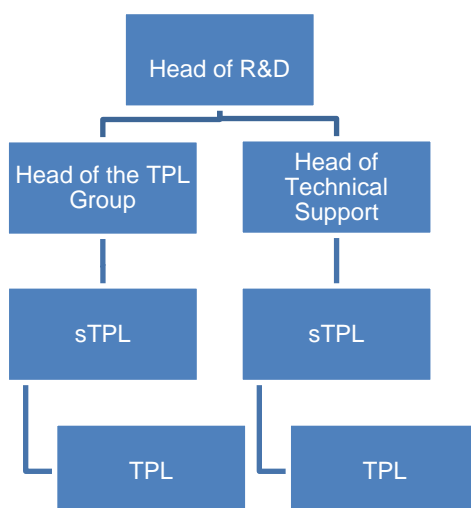 Head of R&D
Head of the TPL
Group
Head of
Technical
Support
sTPL
sTPL
TPL
TPL